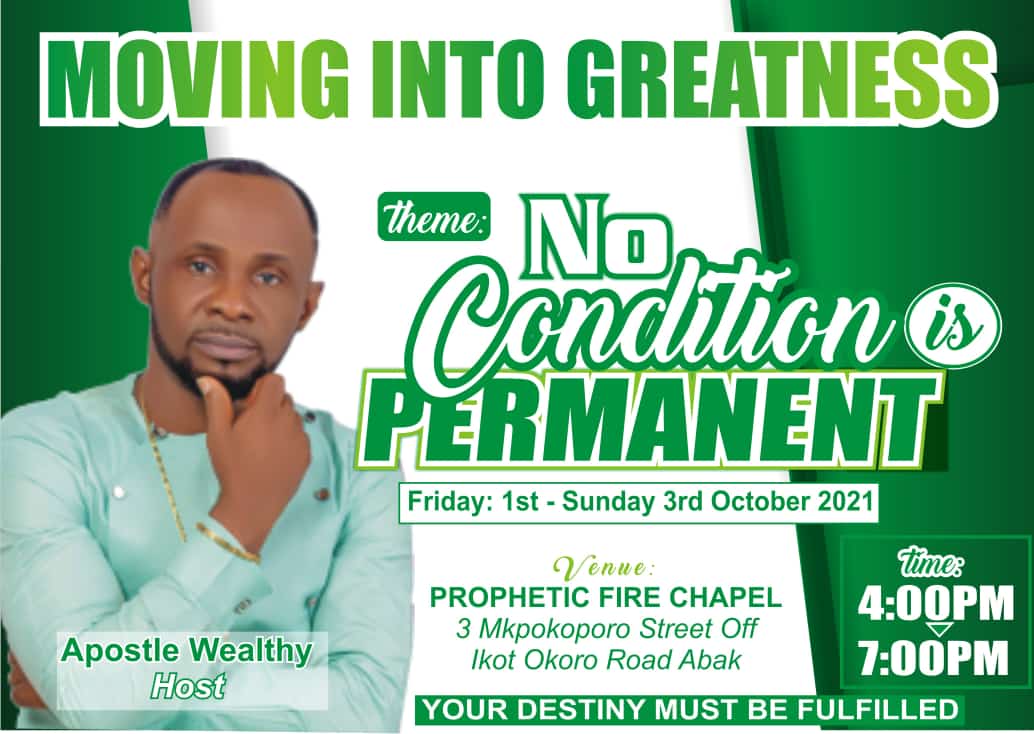 MOVING INTO GREATNESS
theme:
No
Condition is
PERMANENT
Friday: 1st - Sunday 3rd October 2021
Venue:
PROPHETIC FIRE CHAPEL
3 Mkpokoporo Street Off
Ikot Okoro Road Abak
time:
4:00PM
7:00PM
Apostle Wealthy
Host
YOUR DESTINY MUST BE FULFILLED